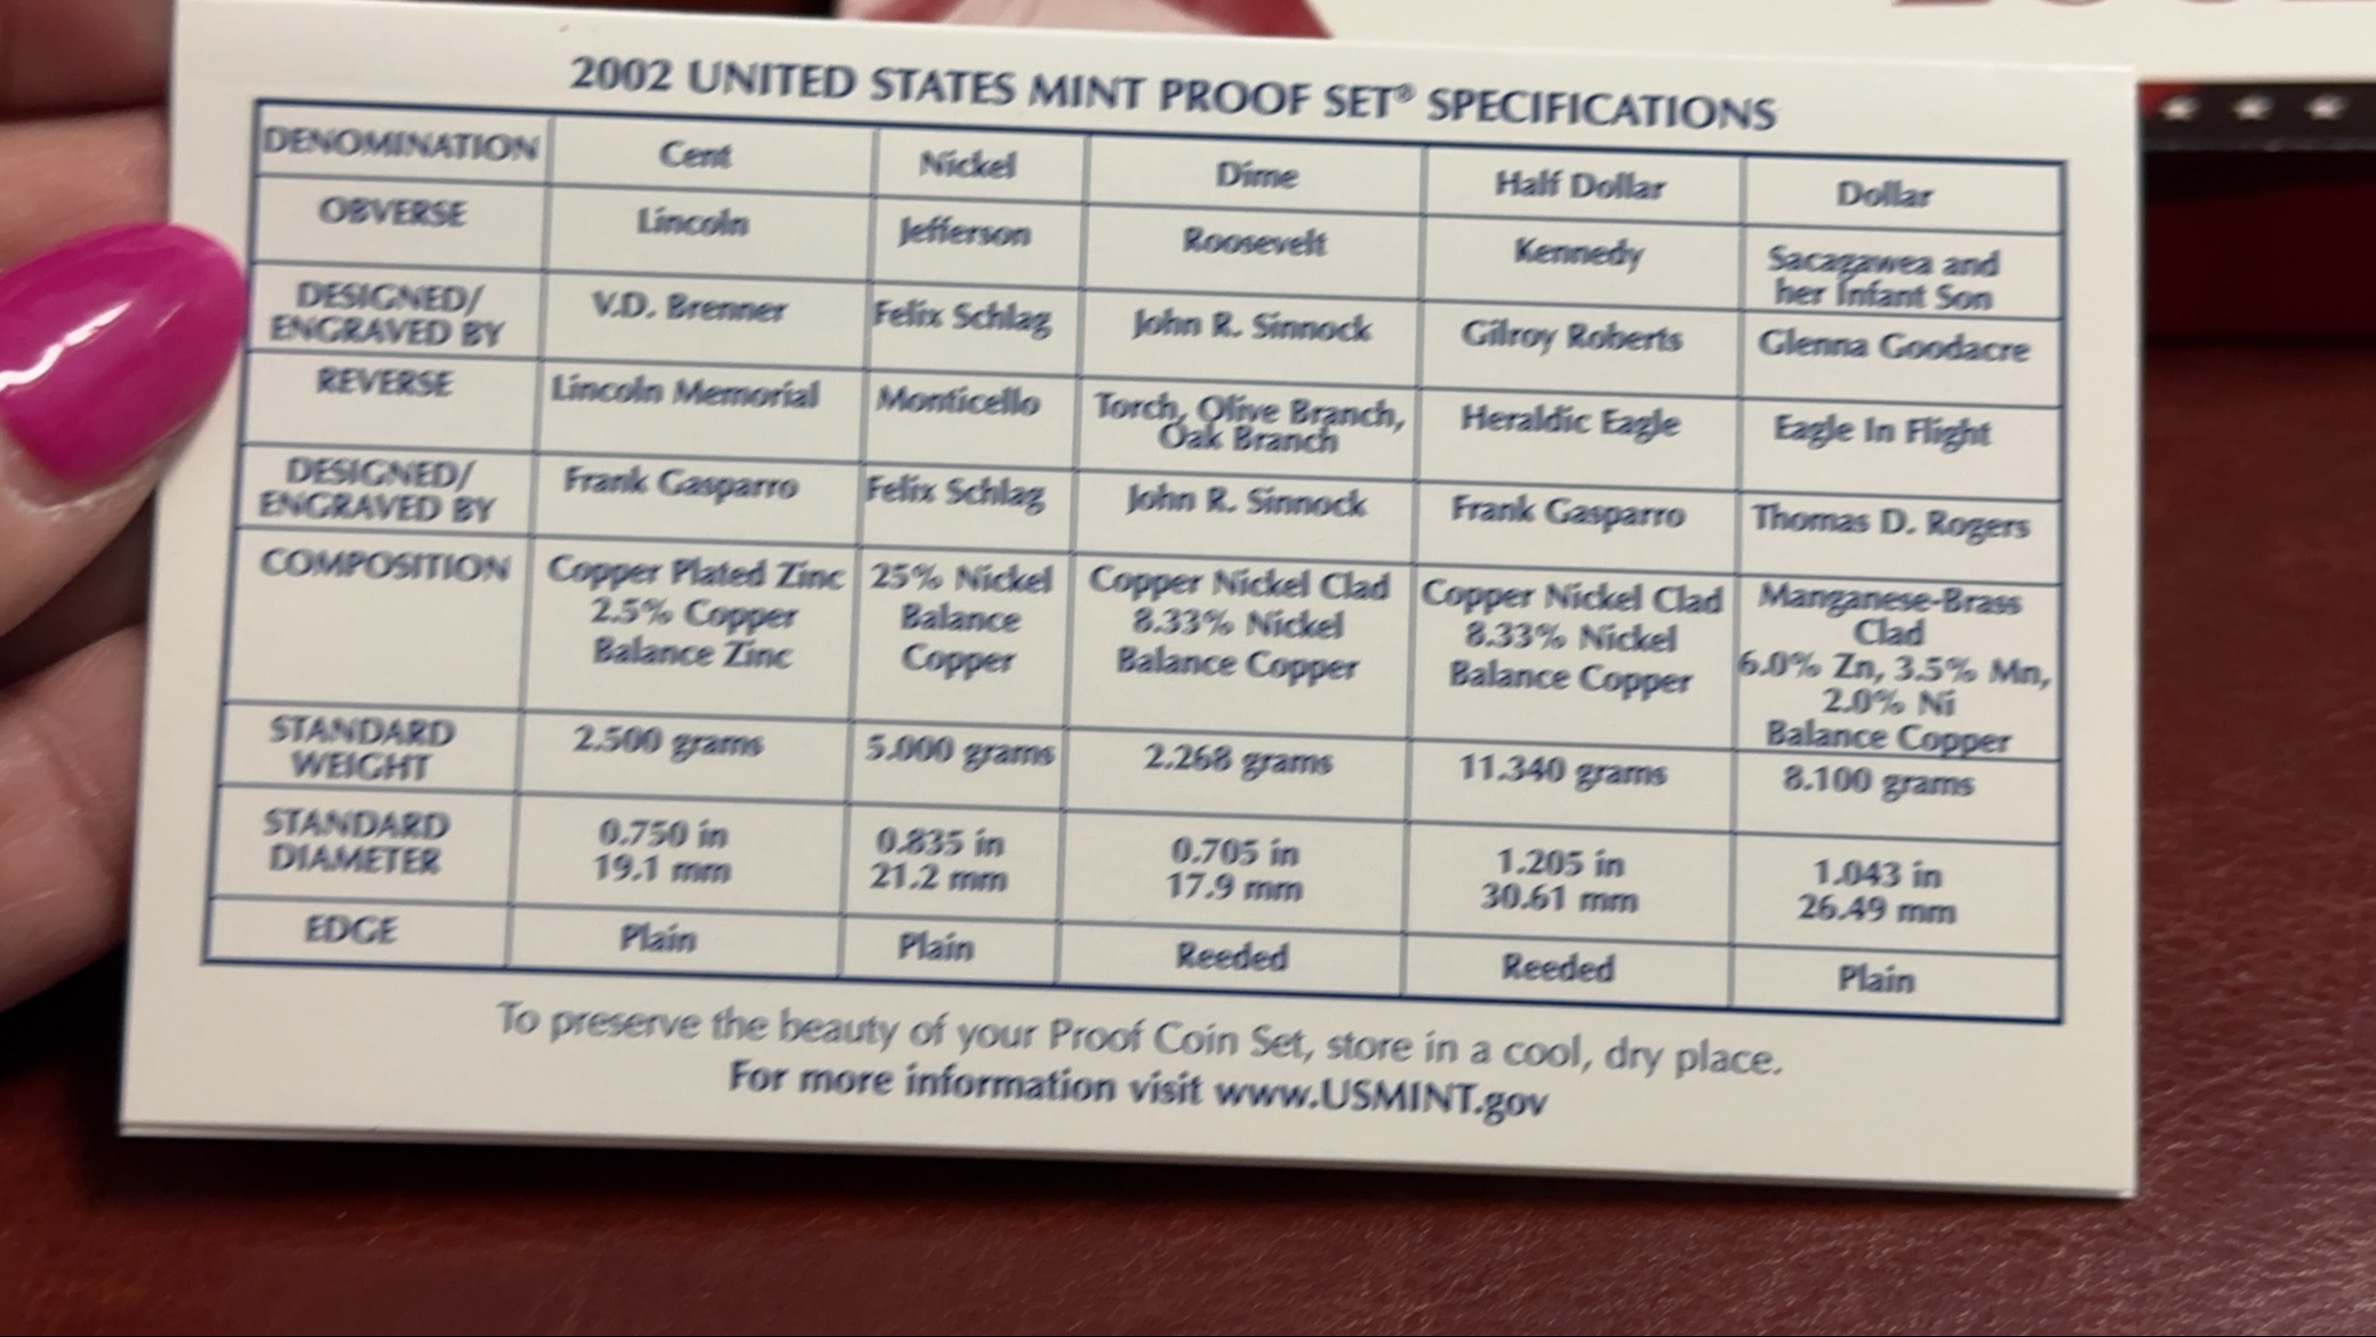 2002 UNITED STATES MINT PROOF SET® SPECIFICATIONS
DENOMINATION Cent Nickel Dime Half Dollar Dollar
OBVERSE Lincoln Jefferson Roosevelt Kennedy Sacagawea and
her Infant Son
DESIGNED/
ENGRAVED BY V.D. Brenner Felix Schlag John R. Sinnock Gilroy Roberts Glenna Goodacre
REVERSE Lincoln Memorial Monticello Torch, Olive Branch, Heraldic Eagle Eagle In Flight
Oak Branch
DESIGNED/
ENGRAVED BY Frank Gasparro Felix Schlag John R. Sinnock Frank Gasparro Thomas D. Rogers
COMPOSITION Copper Plated Zinc 25% Nickel Copper Nickel Clad Copper Nickel Clad Manganese-Brass
Clad
2.5% Copper Balance 8.33% Nickel 8.33% Nickel 6.0% Zn, 3.5% Mn,
2.0% Ni
Balance Zinc Copper Balance Copper Balance Copper Balance Copper
STANDARD
WEIGHT 2.500 grams 5.000 grams 2.268 grams 11.340 grams 8.100 grams
STANDARD 0.750 in 0.835 in 0.705 in 1.205 in 1.043 in
DIAMETER 19.1 mm 21.2 mm 17.9 mm 30.61 mm 26.49 mm
EDGE Plain Plain Reeded Reeded Plain
To preserve the beauty of your Proof Coin Set, store in a cool, dry place.
For more information visit www.USMINT.gov